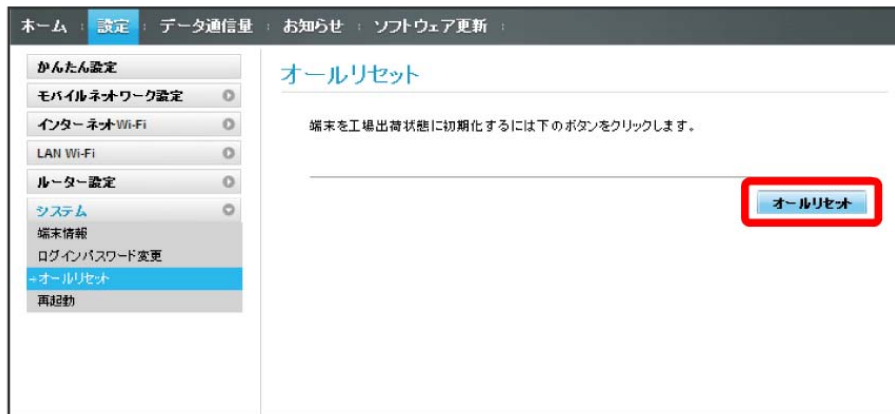 ホーム 設定 データ通信量 お知らせ ソフトウェア更新
かんたん設定
モバイルネットワーク設定
インターネットWi-Fi
LAN Wi-Fi
ルーター設定
システム
端末情報
ログインパスワード変更
→オールリセット
再起動
オールリセット
端末を工場出荷状態に初期化するには下のボタンをクリックします。
オールリセット